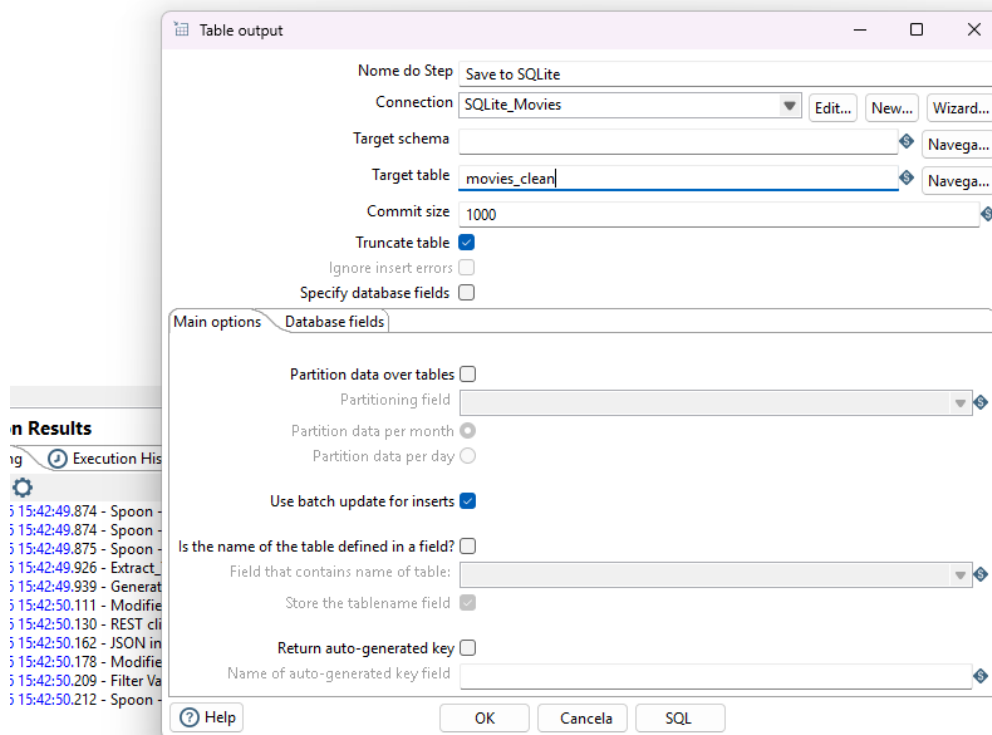 Table output
Nome do Step Save to SQLite
Connection SQLite_Movies Edit... New... Wizard...
Target schema Navega...
Target table movies_clean Navega...
Commit size 1000
Truncate table
Ignore insert errors
Specify database fields
Main options Database fields
Partition data over tables
Partitioning field
Partition data per month
Partition data per day
Use batch update for inserts
Is the name of the table defined in a field?
Field that contains name of table:
Store the tablename field
Return auto-generated key
Name of auto-generated key field
Help OK Cancela SQL
n Results
ng Execution His
15:42:49.874 - Spoon -
15:42:49.874 - Spoon -
15:42:49.875 - Spoon -
15:42:49.926 - Extract_
15:42:49.939 - Generat
15:42:50.111 - Modifie
15:42:50.130 - REST cli
15:42:50.162 - JSON in
15:42:50.178 - Modifie
15:42:50.209 - Filter Va
15:42:50.212 - Spoon -